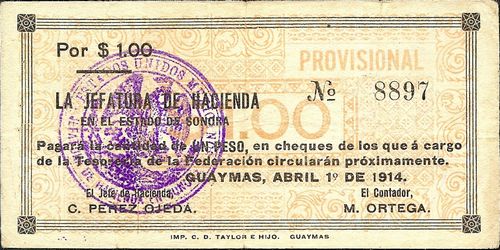 Por $ 1.00
PROVISIONAL
1.00
No 8897
LA JEFATURA DE HACIENDA
EN EL ESTADO DE SONORA
Pagará la cantidad de UN PESO, en cheques de los que á cargo
de la Tesorería de la Federación circularán próximamente.
GUAYMAS, ABRIL 1º DE 1914.
El Jefe de Hacienda,
El Contador,
C. PEREZ OJEDA.
M. ORTEGA.
IMP. C. D. TAYLOR E HIJO. GUAYMAS